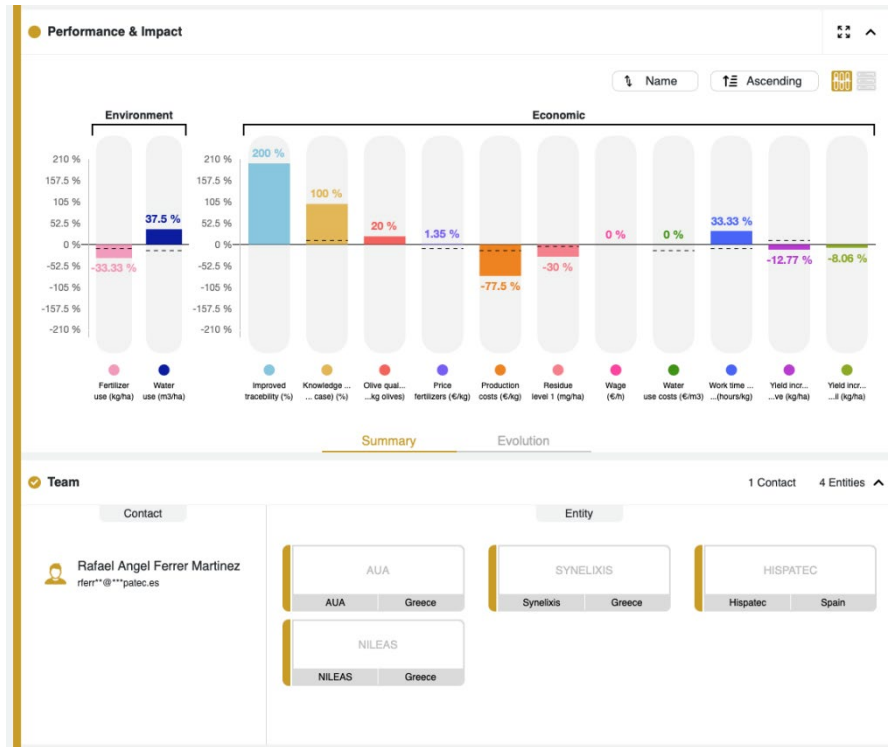 Performance & Impact
Name
Ascending
Environment
Economic
210 %
157.5 %
105 %
52.5 %
0 %
-52.5 %
-105 %
-157.5 %
-210 %
-33.33 %
37.5 %
210 %
157.5 %
105 %
52.5 %
0 %
-52.5 %
-105 %
-157.5 %
-210 %
200 %
100 %
20 %
1.35 %
-77.5 %
-30 %
0 %
0 %
33.33 %
-12.77 %
-8.06 %
Fertilizer
use (kg/ha)
Water
use (m3/ha)
Improved
tracebility (%)
Knowledge ...
... case) (%)
Olive qual...
...kg olives)
Price
fertilizers (€/kg)
Production
costs (€/kg)
Residue
level 1 (mg/ha)
Wage
(€/h)
Water
use costs (€/m3)
Work time ...
...(hours/kg)
Yield incr...
...ve (kg/ha)
Yield incr...
...il (kg/ha)
Summary
Evolution
Team
1 Contact
4 Entities
Contact
Entity
Rafael Angel Ferrer Martinez
rferr**@***patec.es
AUA
AUA
Greece
SYNELIXIS
Synelixis
Greece
HISPATEC
Hispatec
Spain
NILEAS
NILEAS
Greece